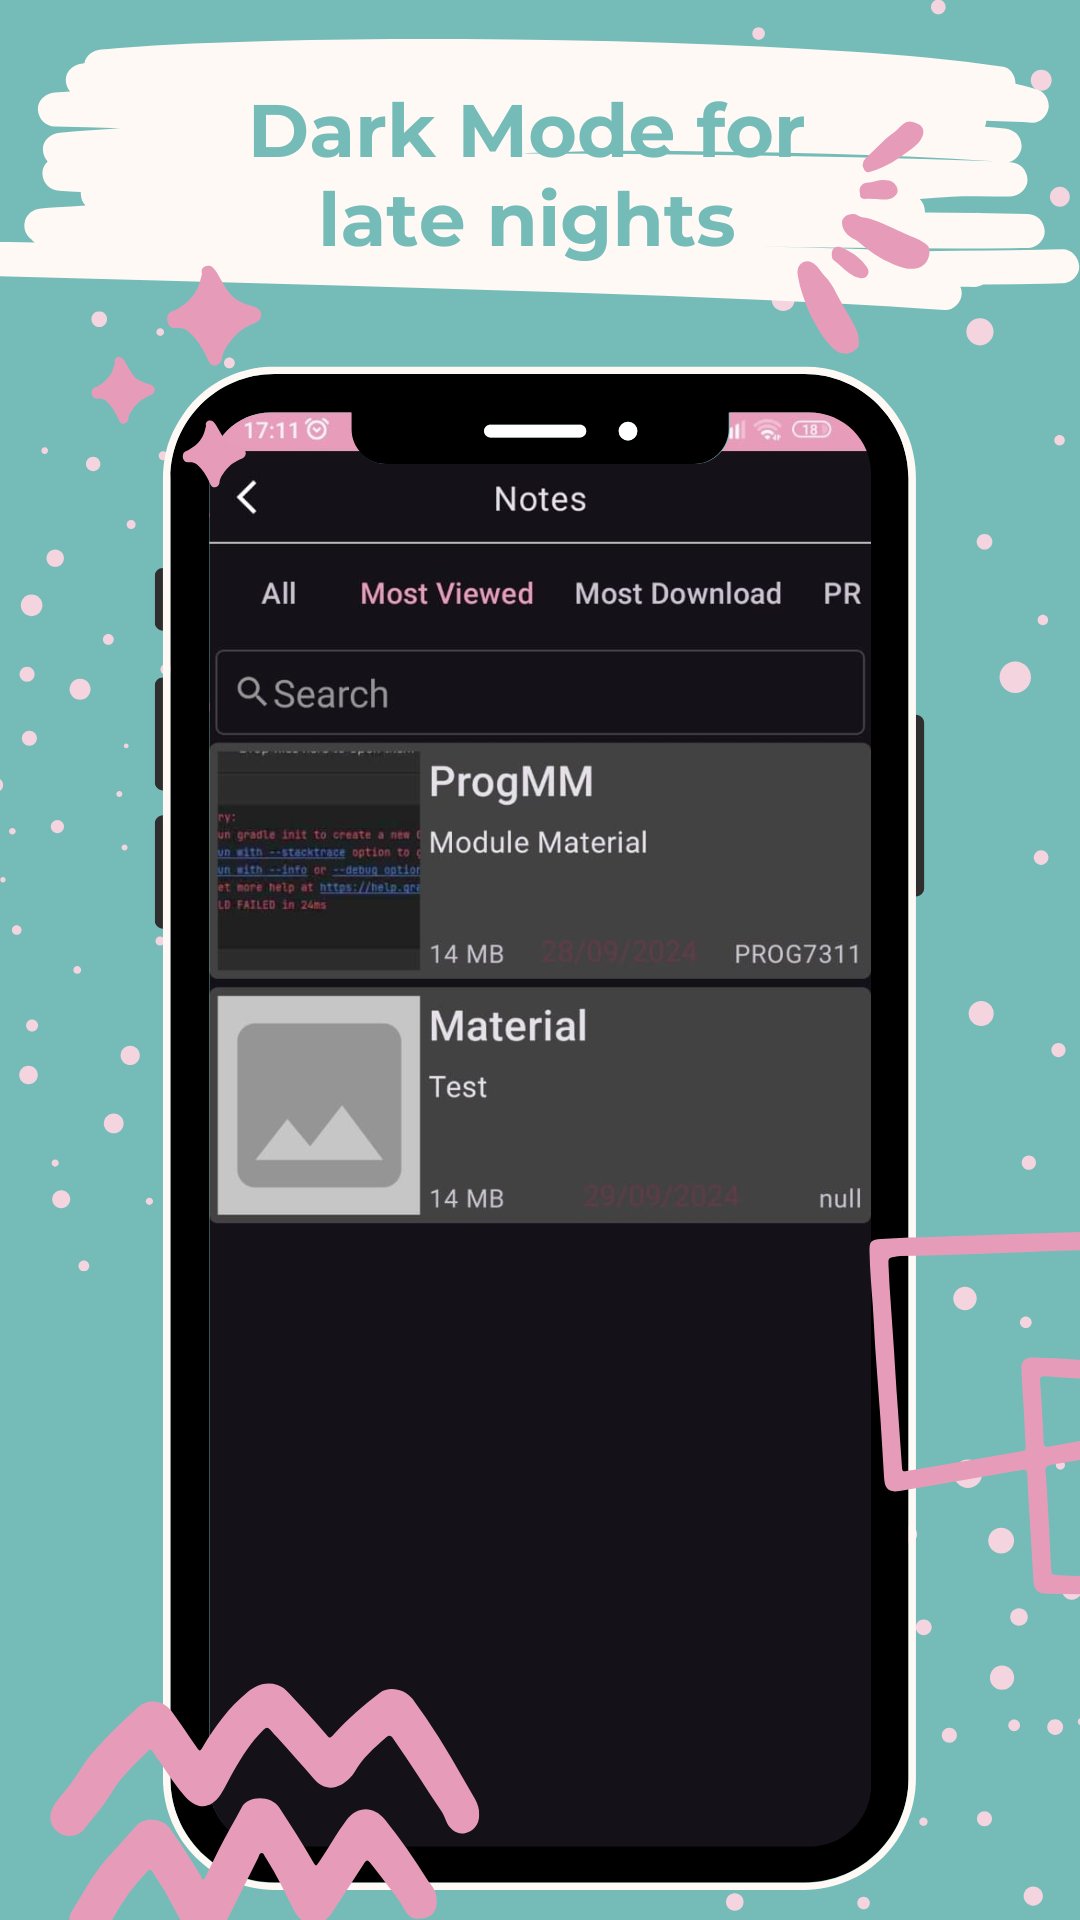 Dark Mode for
late nights
17:11
18
Notes
All Most Viewed Most Download PR
Search
ProgMM
Module Material
ry:
un gradle init to create a new
un with --stacktrace option to
un with --info or --debug option
et more help at https://help.gra
LD FAILED in 24ms
14 MB 28/09/2024 PROG7311
Material
Test
14 MB 29/09/2024 null